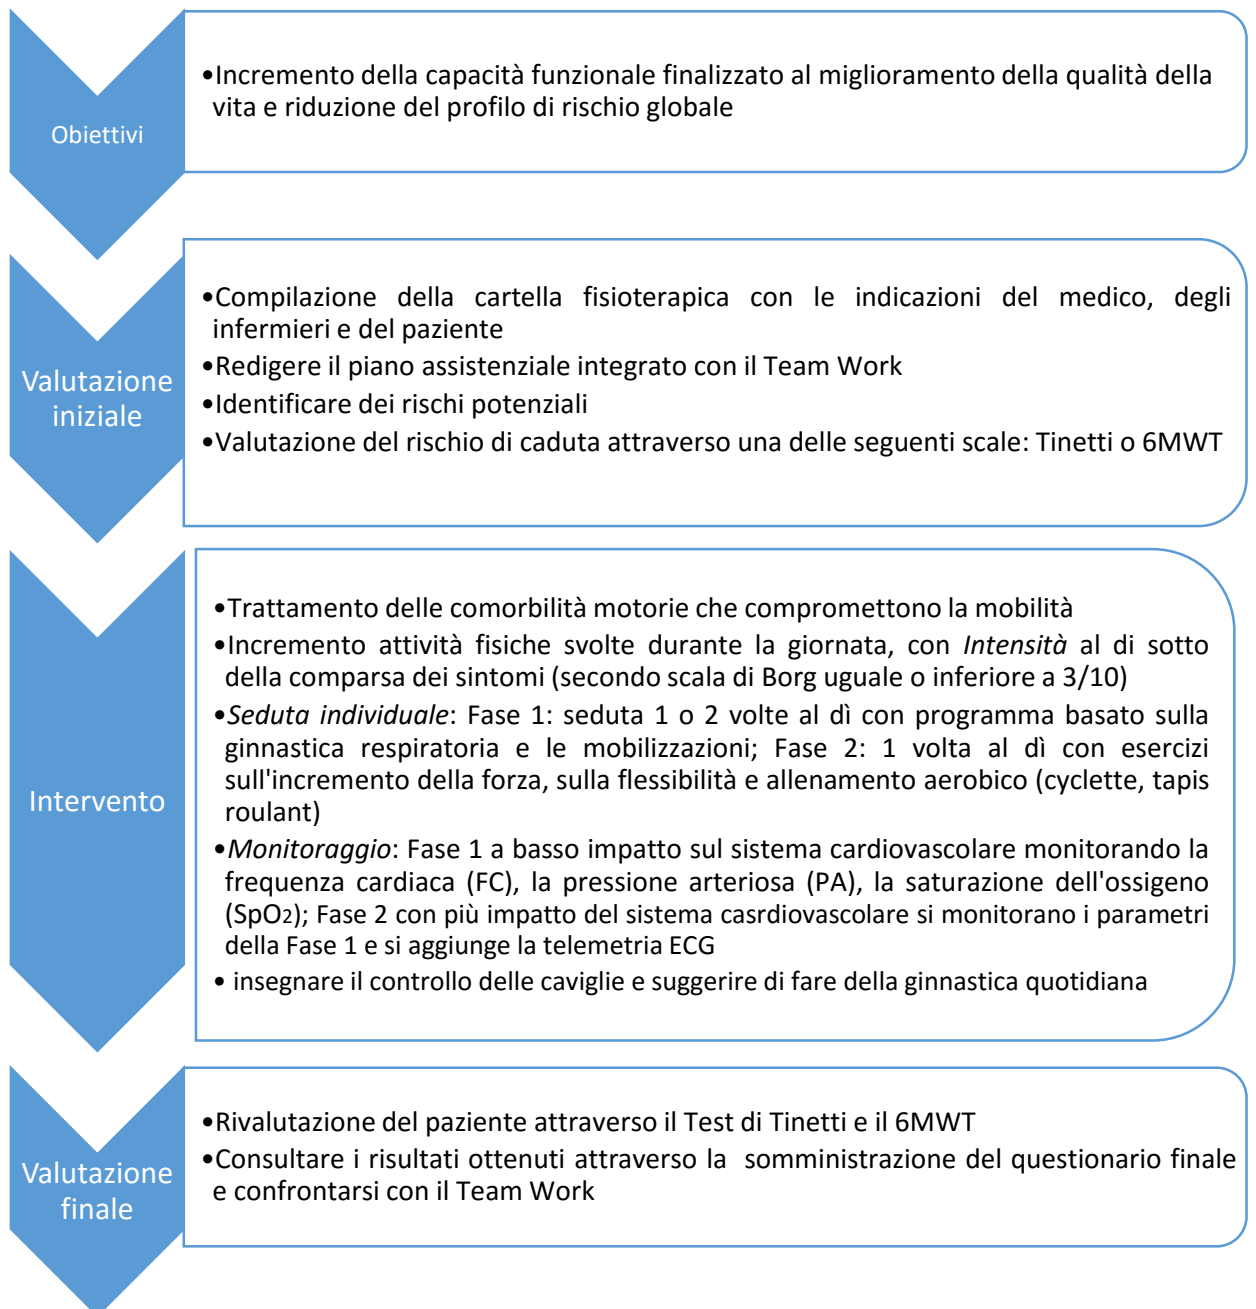 Obiettivi
•Incremento della capacità funzionale finalizzato al miglioramento della qualità della
vita e riduzione del profilo di rischio globale
Valutazione
iniziale
•Compilazione della cartella fisioterapica con le indicazioni del medico, degli
infermieri e del paziente
•Redigere il piano assistenziale integrato con il Team Work
•Identificare dei rischi potenziali
•Valutazione del rischio di caduta attraverso una delle seguenti scale: Tinetti o 6MWT
Intervento
•Trattamento delle comorbilità motorie che compromettono la mobilità
•Incremento attività fisiche svolte durante la giornata, con Intensità al di sotto
della comparsa dei sintomi (secondo scala di Borg uguale o inferiore a 3/10)
•Seduta individuale: Fase 1: seduta 1 o 2 volte al dì con programma basato sulla
ginnastica respiratoria e le mobilizzazioni; Fase 2: 1 volta al dì con esercizi
sull'incremento della forza, sulla flessibilità e allenamento aerobico (cyclette, tapis
roulant)
•Monitoraggio: Fase 1 a basso impatto sul sistema cardiovascolare monitorando la
frequenza cardiaca (FC), la pressione arteriosa (PA), la saturazione dell'ossigeno
(SpO2); Fase 2 con più impatto del sistema casrdiovascolare si monitorano i parametri
della Fase 1 e si aggiunge la telemetria ECG
• insegnare il controllo delle caviglie e suggerire di fare della ginnastica quotidiana
Valutazione
finale
•Rivalutazione del paziente attraverso il Test di Tinetti e il 6MWT
•Consultare i risultati ottenuti attraverso la somministrazione del questionario finale
e confrontarsi con il Team Work